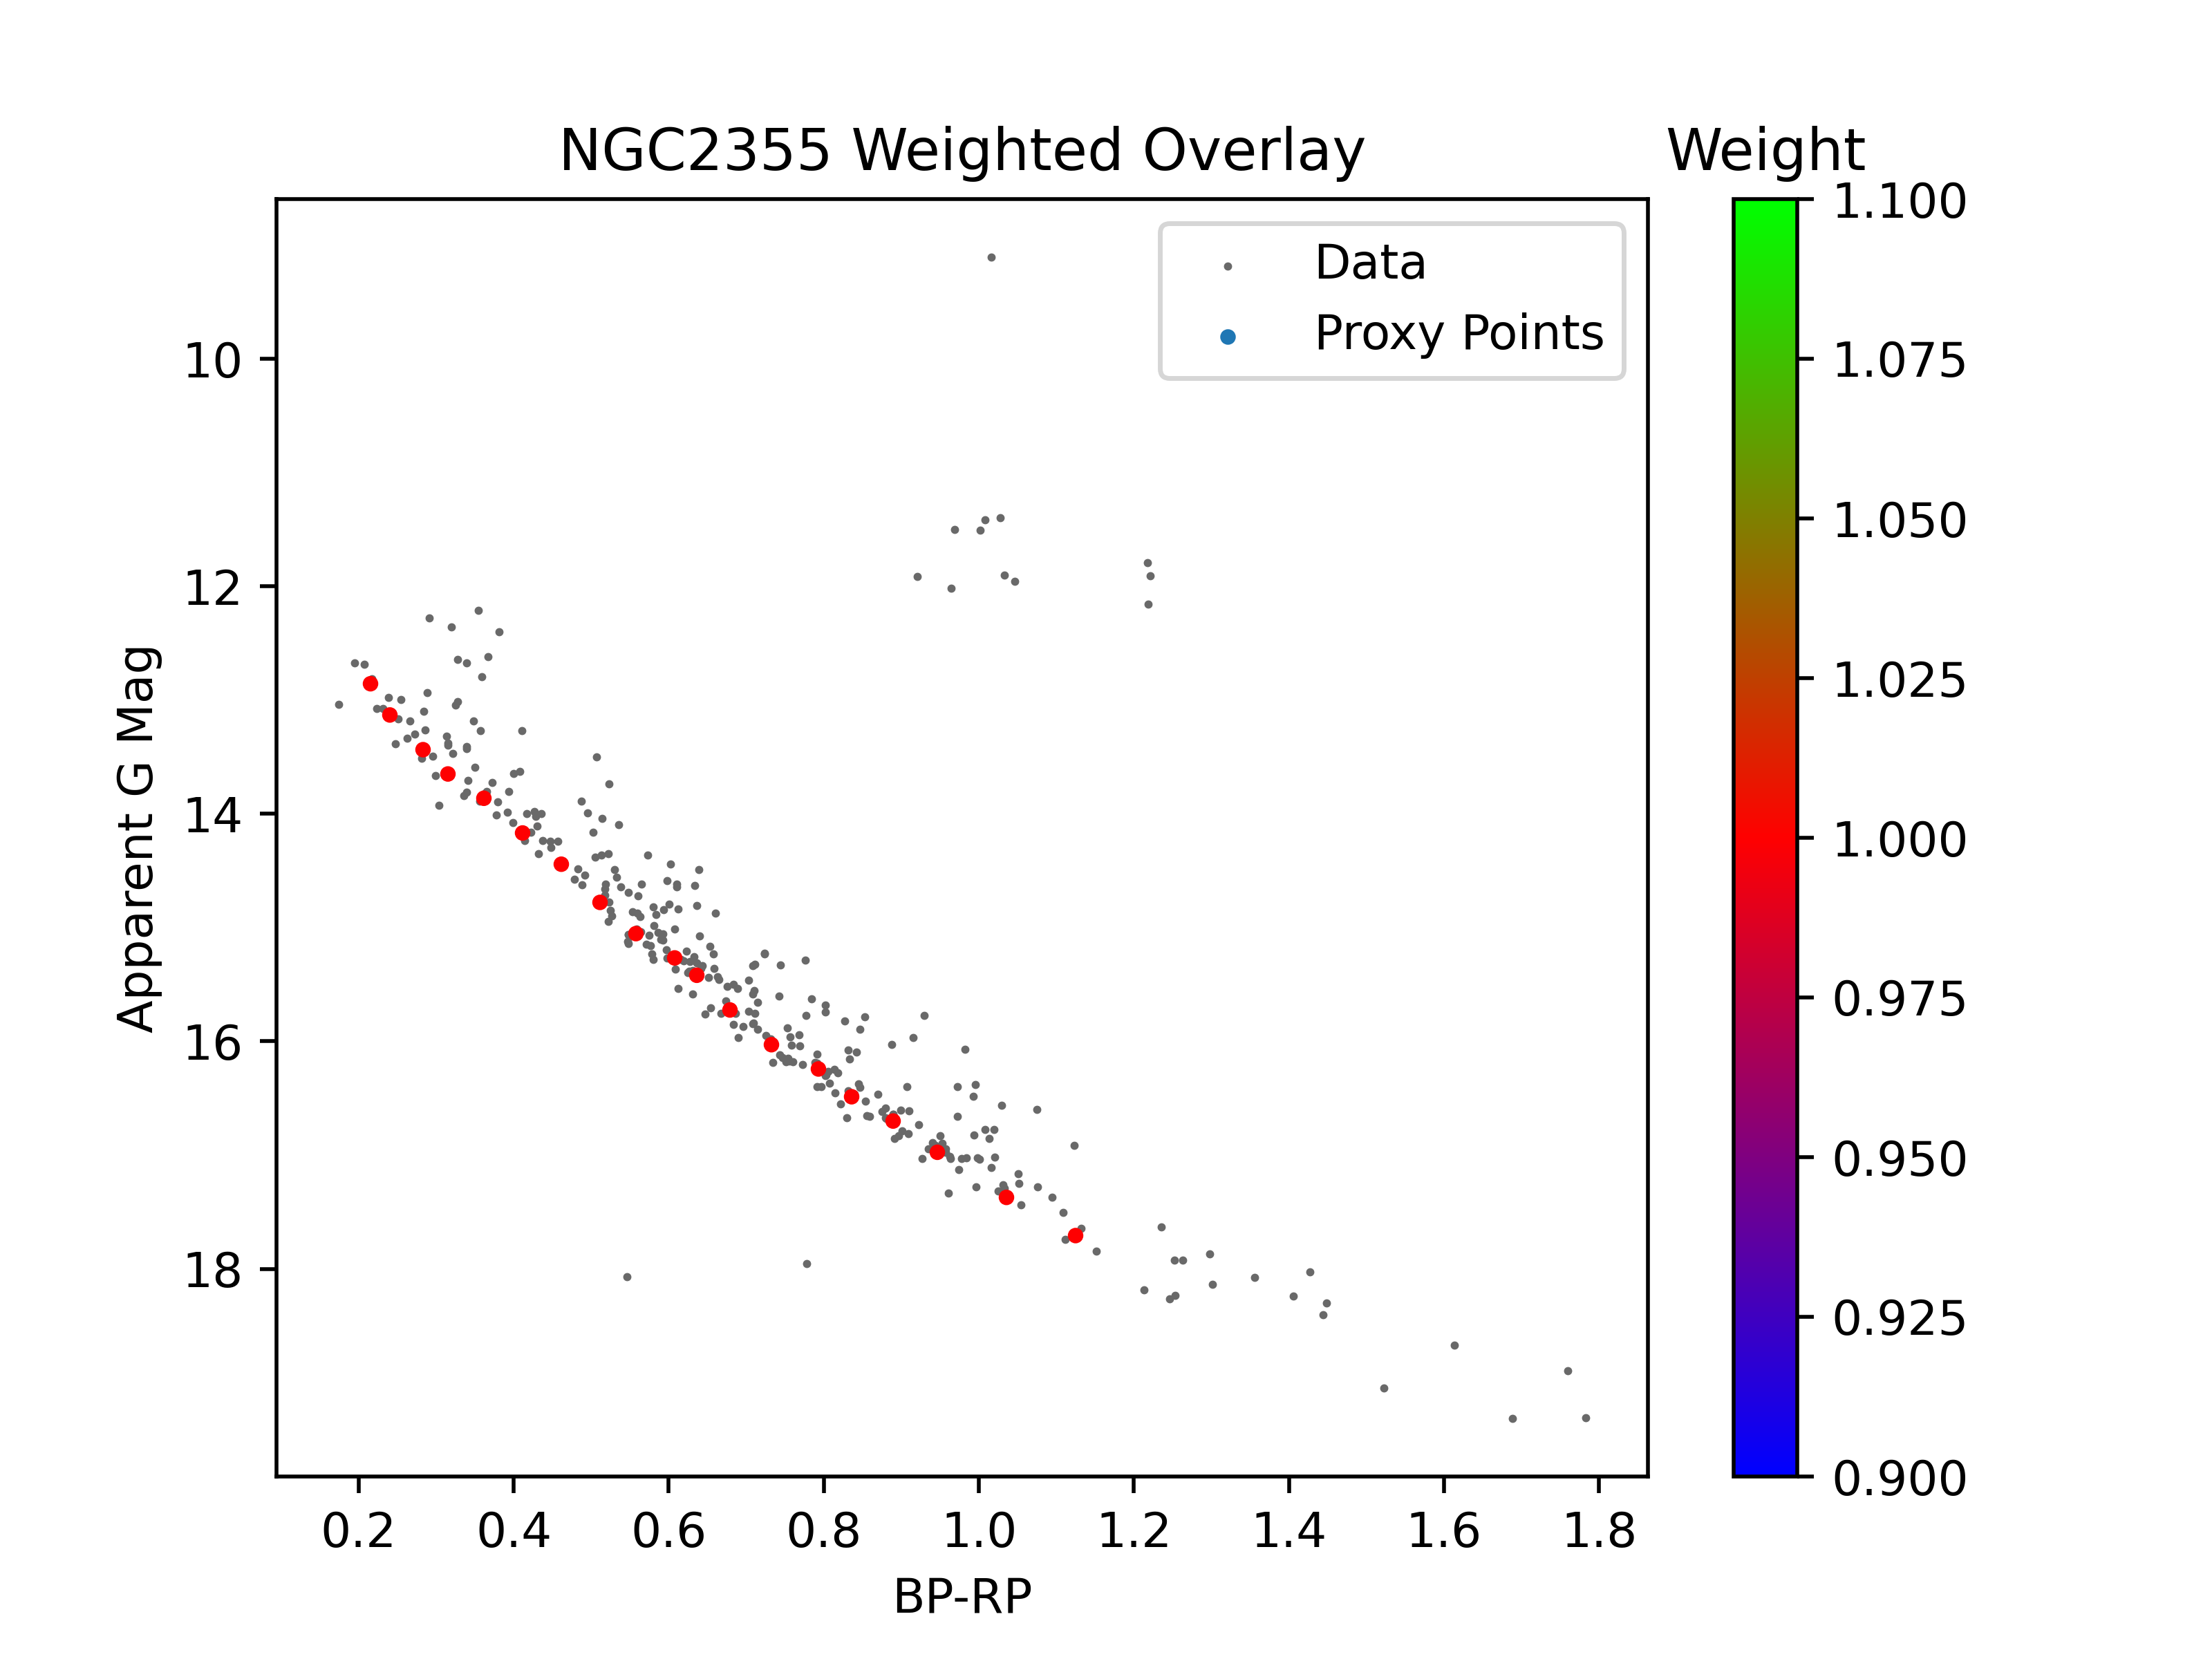 NGC2355 Weighted Overlay
Weight
Data
Proxy Points
Apparent G Mag
10
12
14
16
18
0.2 0.4 0.6 0.8 1.0 1.2 1.4 1.6 1.8
BP-RP
1.100
1.075
1.050
1.025
1.000
0.975
0.950
0.925
0.900